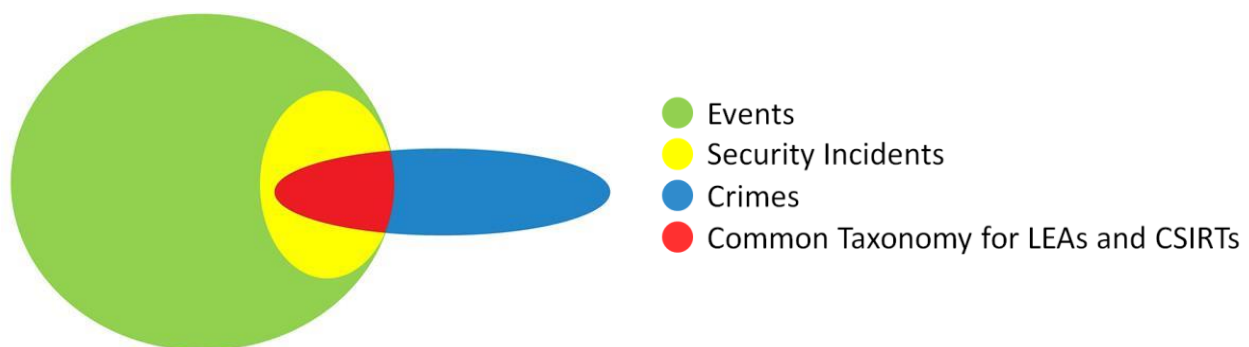 Events
Security Incidents
Crimes
Common Taxonomy for LEAs and CSIRTs